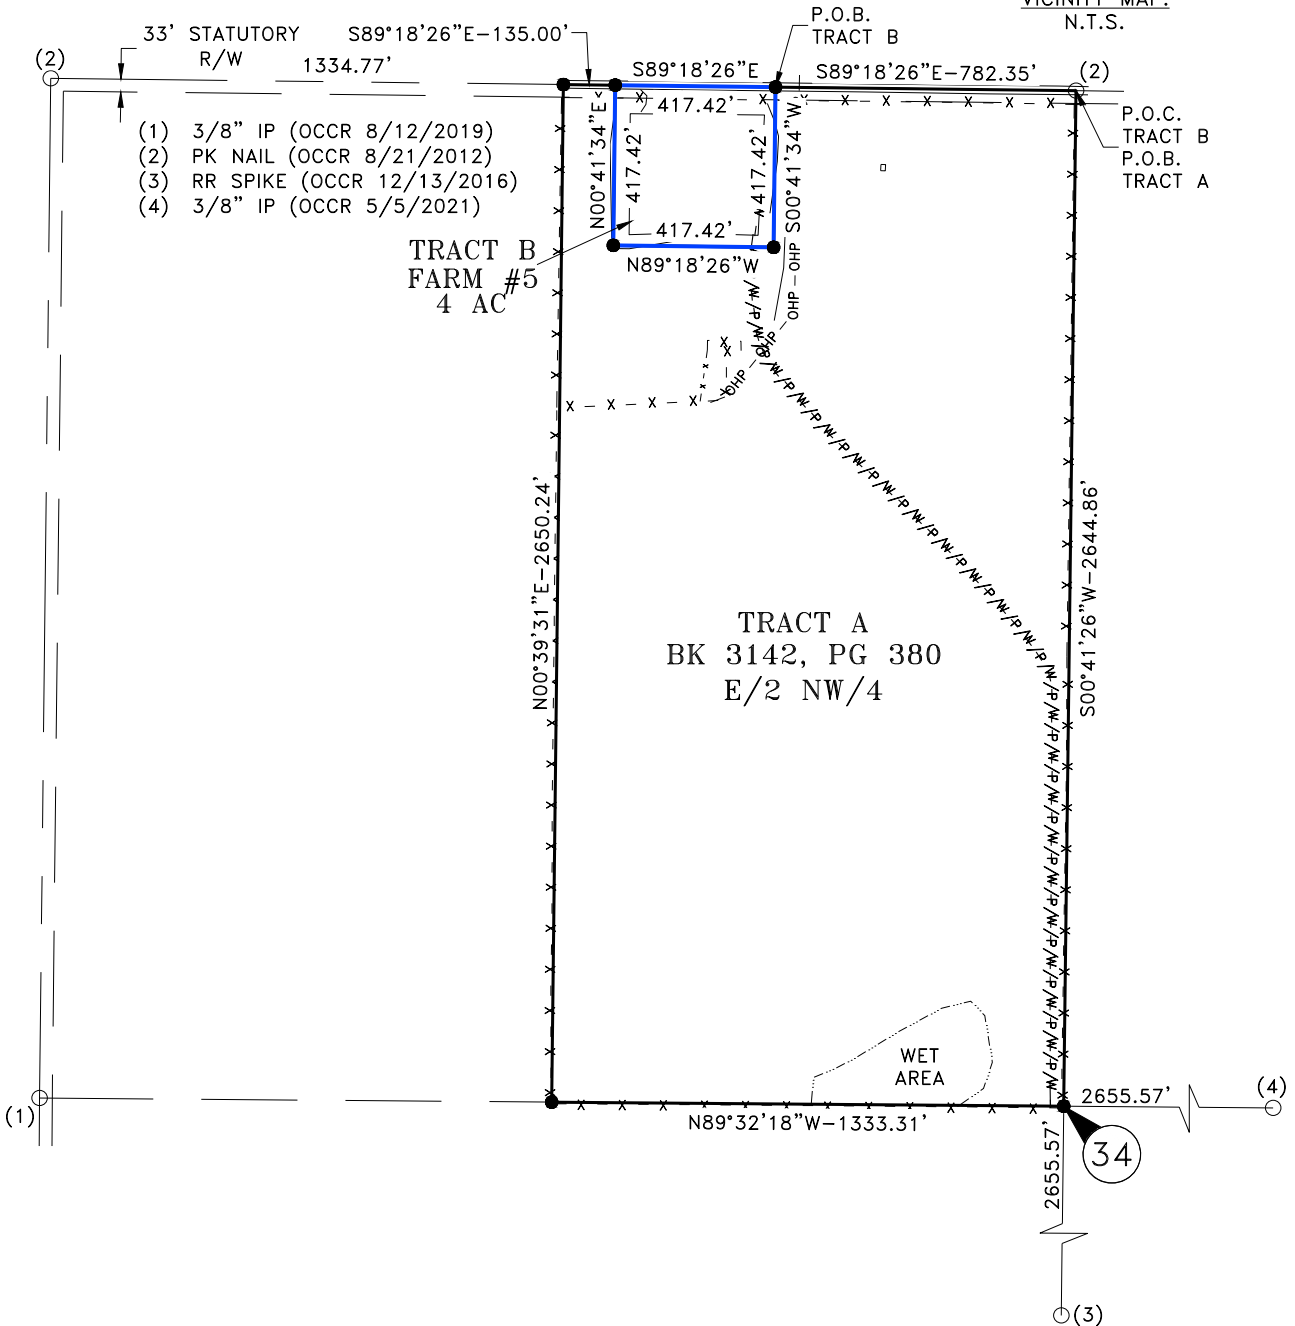 VICINITY MAP:
N.T.S.
P.O.B.
TRACT B
33' STATUTORY
R/W
S89°18'26"E-135.00'
1334.77'
(2)
S89°18'26"E
S89°18'26"E-782.35'
(2)
P.O.C.
TRACT B
P.O.B.
TRACT A
(1) 3/8" IP (OCCR 8/12/2019)
(2) PK NAIL (OCCR 8/21/2012)
(3) RR SPIKE (OCCR 12/13/2016)
(4) 3/8" IP (OCCR 5/5/2021)
417.42'
N00°41'34"E
417.42'
417.42'
S00°41'34"W
417.42'
N89°18'26"W
TRACT B
FARM #5
4 AC
OHP
OHP
OHP
OHP
OHP
N00°39'31"E-2650.24'
S00°41'26"W-2644.86'
TRACT A
BK 3142, PG 380
E/2 NW/4
WET
AREA
(1)
N89°32'18"W-1333.31'
2655.57'
(4)
34
2655.57'
(3)